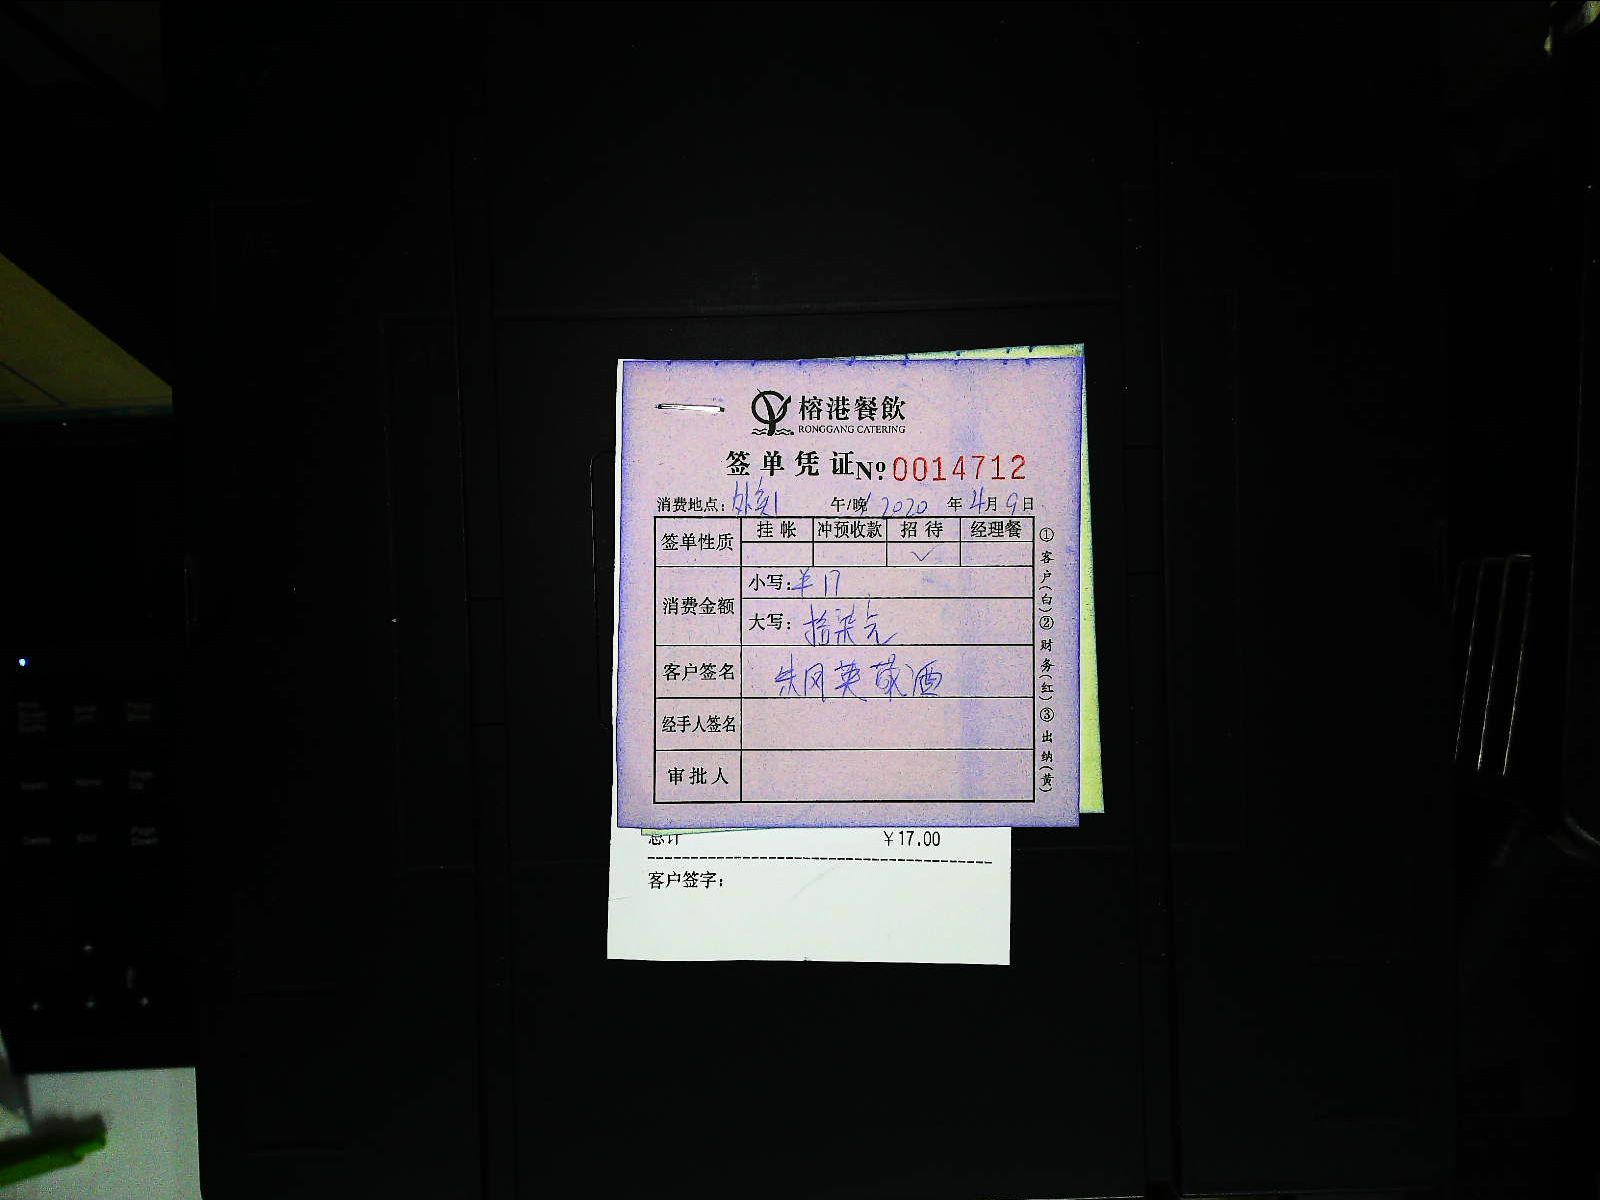 榕港餐飲
RONGGANG CATERING
签单凭证 № 0014712
消费地点: 外卖1 午/晚 2020 年 4 月 9 日
签单性质 挂帐 冲预收款 招待 经理餐
✓
消费金额 小写: ¥17
大写: 拾柒元
客户签名 朱风英 酒
经手人签名
审批人
①客户(白)②财务(红)③出纳(黄)
总计 ¥17.00
客户签字: